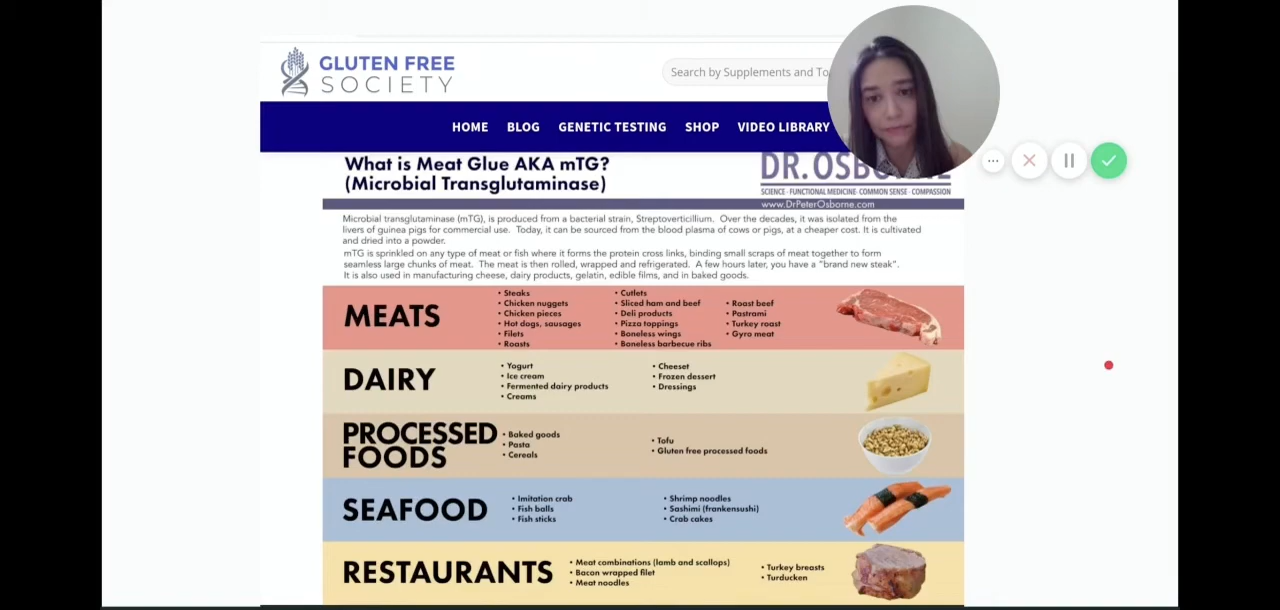 GLUTEN FREE
SOCIETY
Search by Supplements and To
HOME BLOG GENETIC TESTING SHOP VIDEO LIBRARY
What is Meat Glue AKA mTG?
(Microbial Transglutaminase)
SCIENCE · FUNCTIONAL MEDICINE · COMMON SENSE · COMPASSION
www.DrPeterOsborne.com
Microbial transglutaminase (mTG), is produced from a bacterial strain, Streptoverticillium. Over the decades, it was isolated from the
livers of guinea pigs for commercial use. Today, it can be sourced from the blood plasma of cows or pigs, at a cheaper cost. It is cultivated
and dried into a powder.
mTG is sprinkled on any type of meat or fish where it forms the protein cross links, binding small scraps of meat together to form
seamless large chunks of meat. The meat is then rolled, wrapped and refrigerated. A few hours later, you have a “brand new steak”.
It is also used in manufacturing cheese, dairy products, gelatin, edible films, and in baked goods.
MEATS
• Steaks
• Chicken nuggets
• Chicken pieces
• Hot dogs, sausages
• Filets
• Roasts
• Cutlets
• Sliced ham and beef
• Deli products
• Pizza toppings
• Boneless wings
• Boneless barbecue ribs
• Roast beef
• Pastrami
• Turkey roast
• Gyro meat
DAIRY
• Yogurt
• Ice cream
• Fermented dairy products
• Creams
• Cheeset
• Frozen dessert
• Dressings
PROCESSED
FOODS
• Baked goods
• Pasta
• Cereals
• Tofu
• Gluten free processed foods
SEAFOOD
• Imitation crab
• Fish balls
• Fish sticks
• Shrimp noodles
• Sashimi (frankensushi)
• Crab cakes
RESTAURANTS
• Meat combinations (lamb and scallops)
• Bacon wrapped filet
• Meat noodles
• Turkey breasts
• Turducken